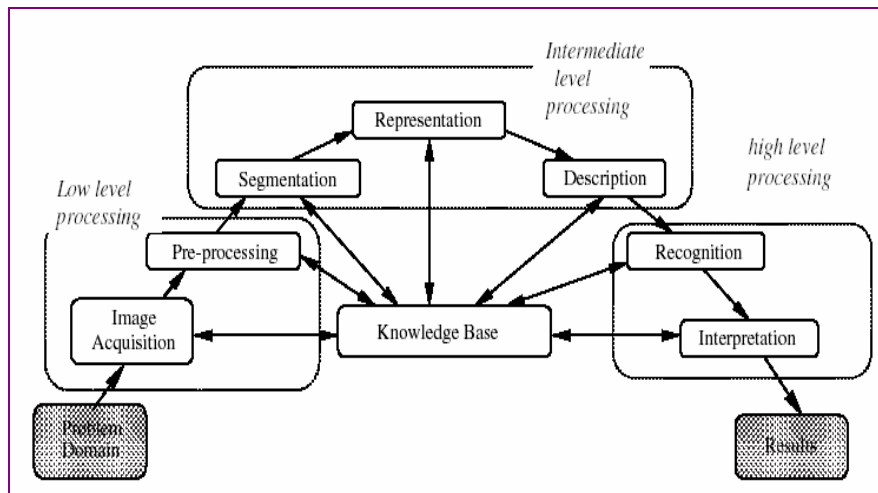 Intermediate
level
processing
Representation
high level
processing
Segmentation
Description
Low level
processing
Pre-processing
Recognition
Image
Acquisition
Knowledge Base
Interpretation
Problem
Domain
Results